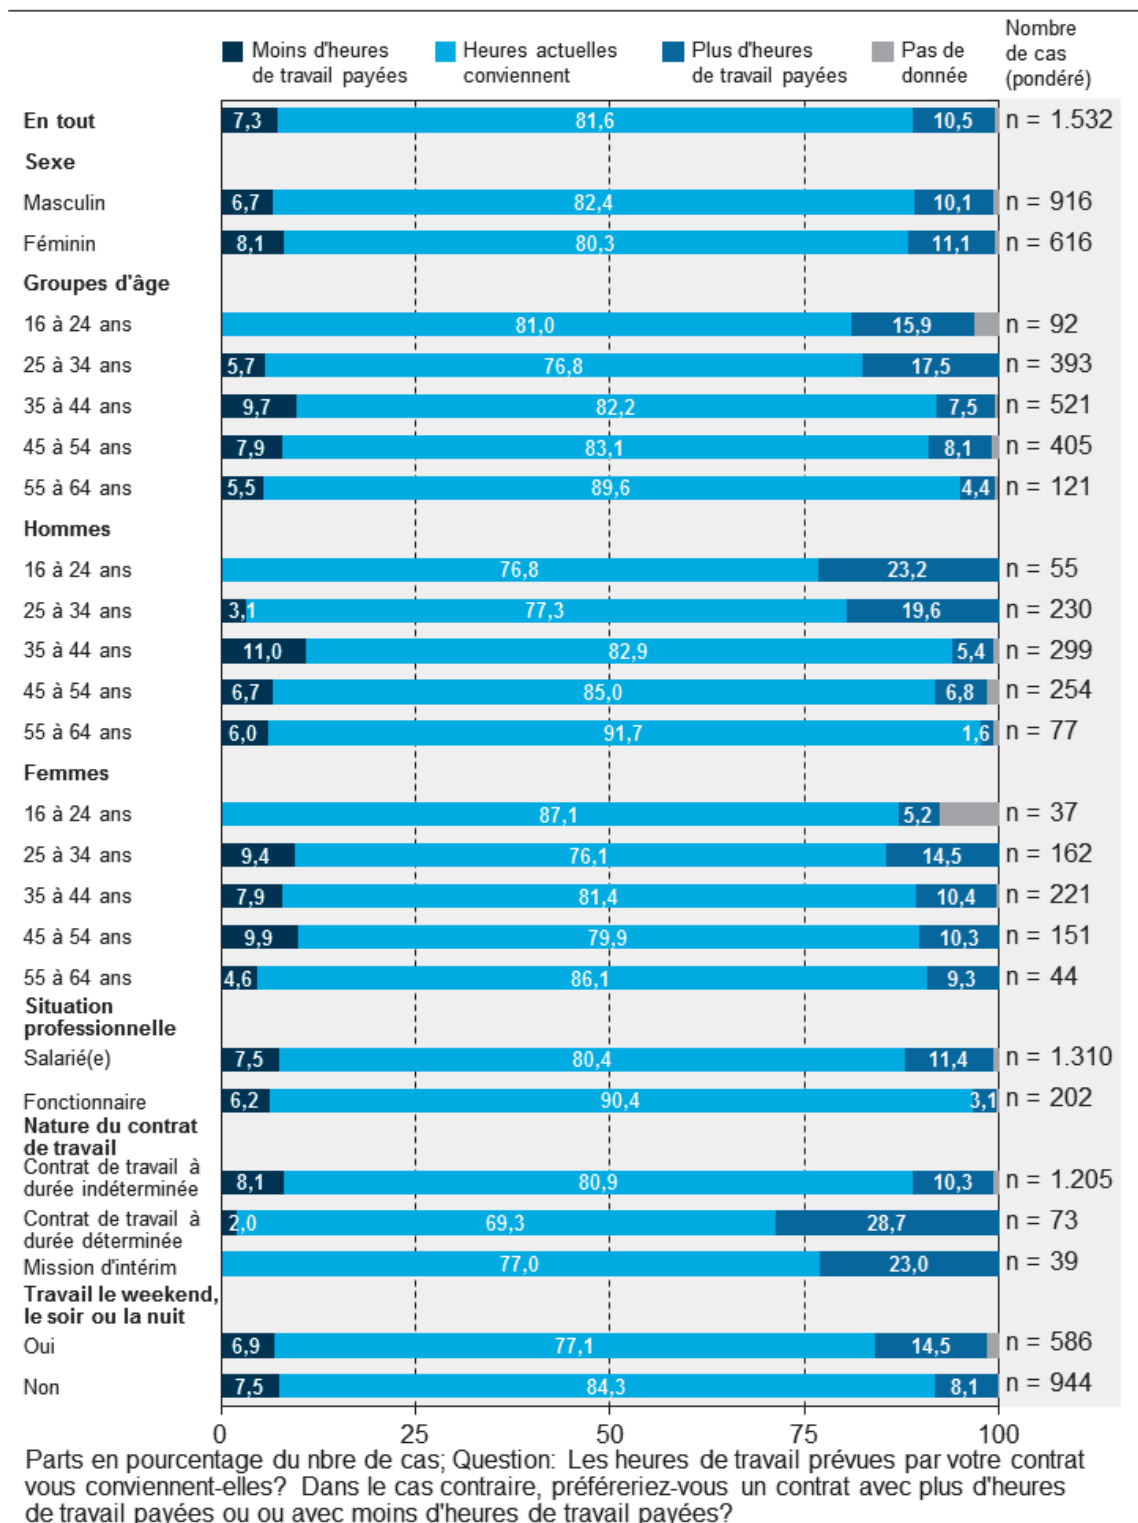 Moins d'heures de travail payées
Heures actuelles conviennent
Plus d'heures de travail payées
Pas de donnée
Nombre de cas (pondéré)
En tout 7,3 81,6 10,5 n = 1.532
Sexe
Masculin 6,7 82,4 10,1 n = 916
Féminin 8,1 80,3 11,1 n = 616
Groupes d'âge
16 à 24 ans 81,0 15,9 n = 92
25 à 34 ans 5,7 76,8 17,5 n = 393
35 à 44 ans 9,7 82,2 7,5 n = 521
45 à 54 ans 7,9 83,1 8,1 n = 405
55 à 64 ans 5,5 89,6 4,4 n = 121
Hommes
16 à 24 ans 76,8 23,2 n = 55
25 à 34 ans 3,1 77,3 19,6 n = 230
35 à 44 ans 11,0 82,9 5,4 n = 299
45 à 54 ans 6,7 85,0 6,8 n = 254
55 à 64 ans 6,0 91,7 1,6 n = 77
Femmes
16 à 24 ans 87,1 5,2 n = 37
25 à 34 ans 9,4 76,1 14,5 n = 162
35 à 44 ans 7,9 81,4 10,4 n = 221
45 à 54 ans 9,9 79,9 10,3 n = 151
55 à 64 ans 4,6 86,1 9,3 n = 44
Situation
professionnelle
Salarié(e) 7,5 80,4 11,4 n = 1.310
Fonctionnaire 6,2 90,4 3,1 n = 202
Nature du contrat
de travail
Contrat de travail à
durée indéterminée 8,1 80,9 10,3 n = 1.205
Contrat de travail à
durée déterminée 2,0 69,3 28,7 n = 73
Mission d'intérim 77,0 23,0 n = 39
Travail le weekend,
le soir ou la nuit
Oui 6,9 77,1 14,5 n = 586
Non 7,5 84,3 8,1 n = 944
0 25 50 75 100
Parts en pourcentage du nbre de cas; Question: Les heures de travail prévues par votre contrat
vous conviennent-elles? Dans le cas contraire, préféreriez-vous un contrat avec plus d'heures
de travail payées ou ou avec moins d'heures de travail payées?